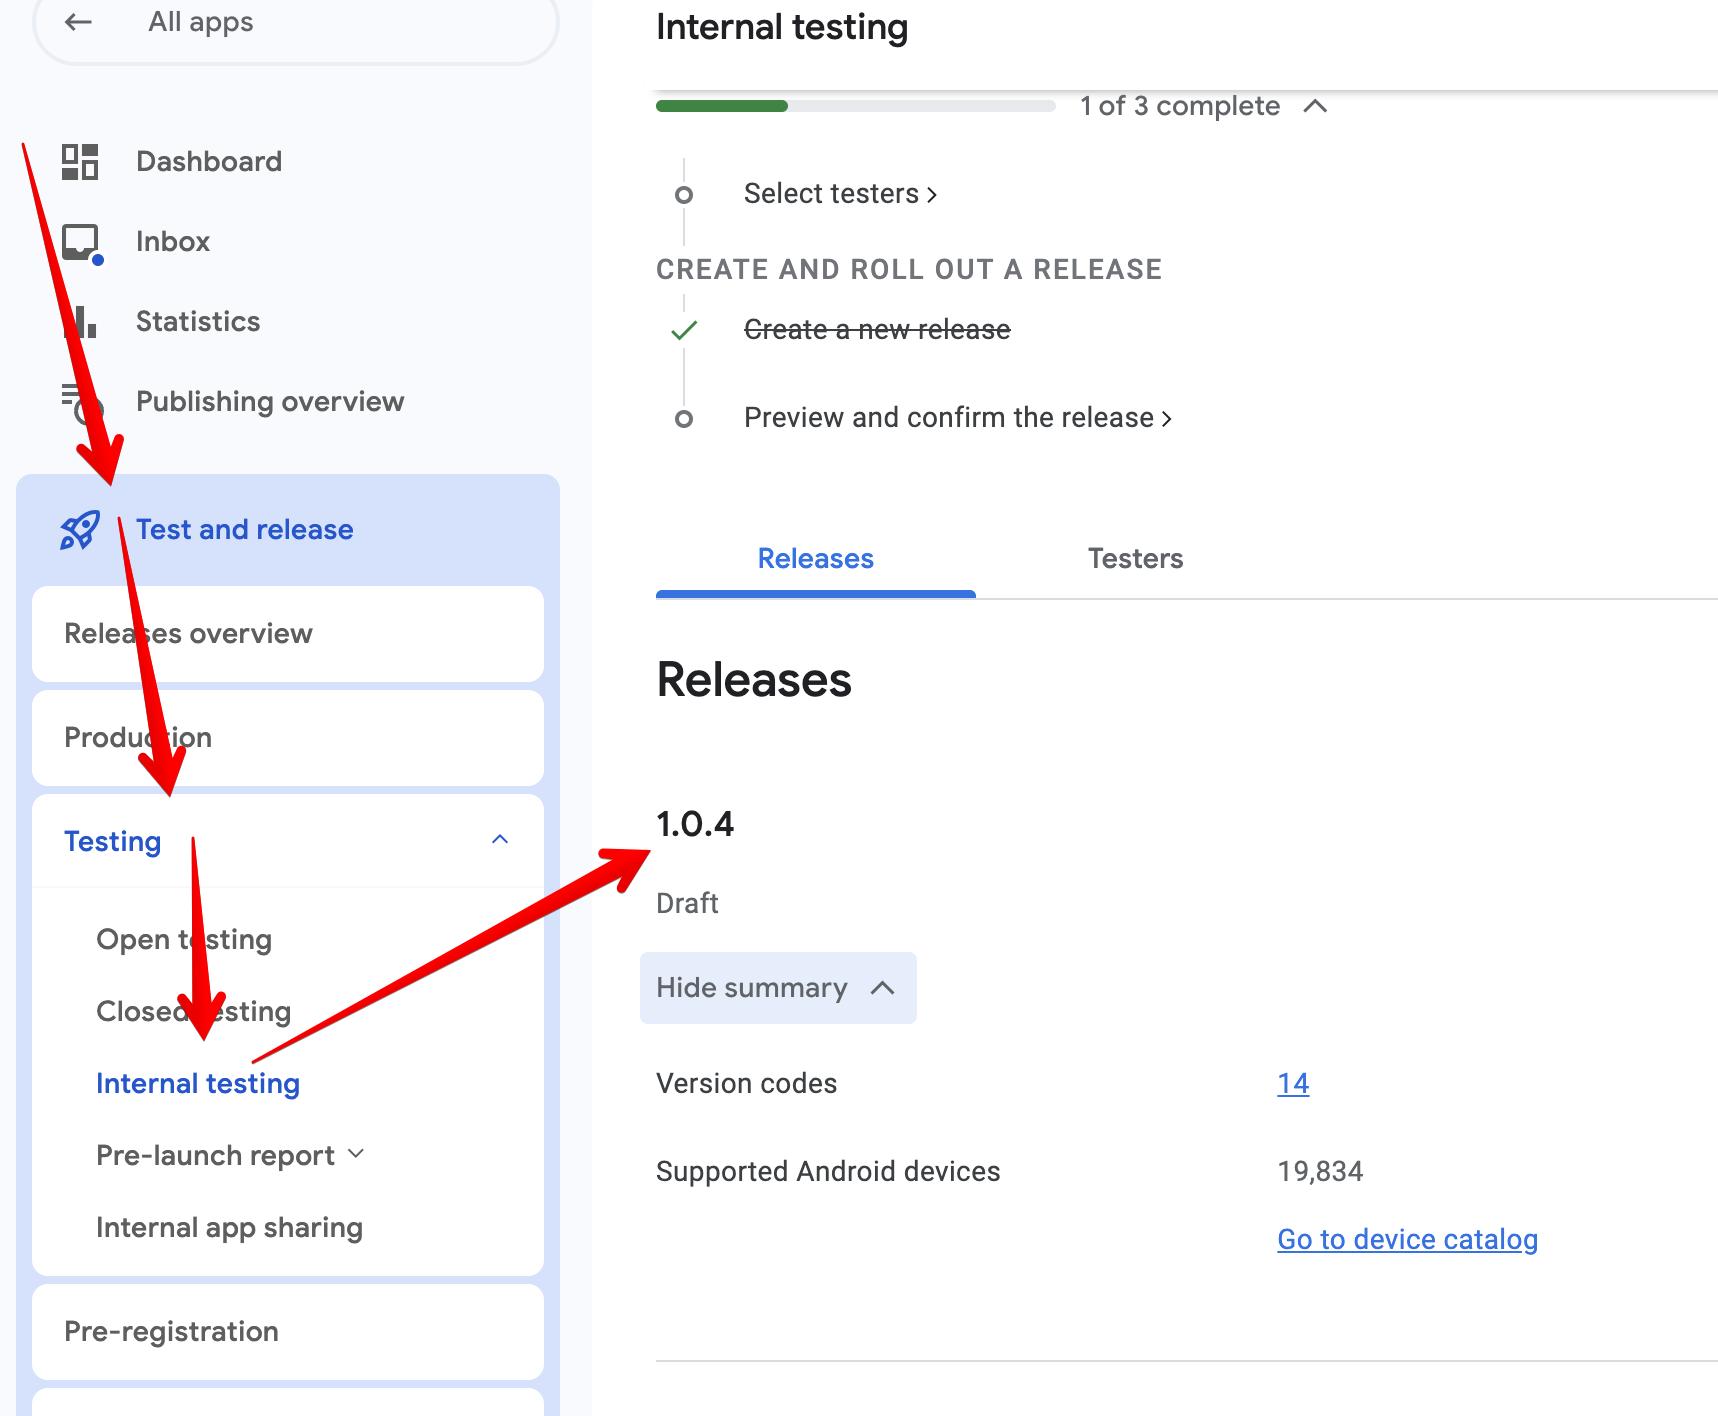 All apps
Dashboard
Inbox
Statistics
Publishing overview
Test and release
Releases overview
Production
Testing
Open testing
Closed testing
Internal testing
Pre-launch report
Internal app sharing
Pre-registration
Internal testing
1 of 3 complete
Select testers
CREATE AND ROLL OUT A RELEASE
Create a new release
Preview and confirm the release
Releases Testers
Releases
1.0.4
Draft
Hide summary
Version codes 14
Supported Android devices 19,834
Go to device catalog